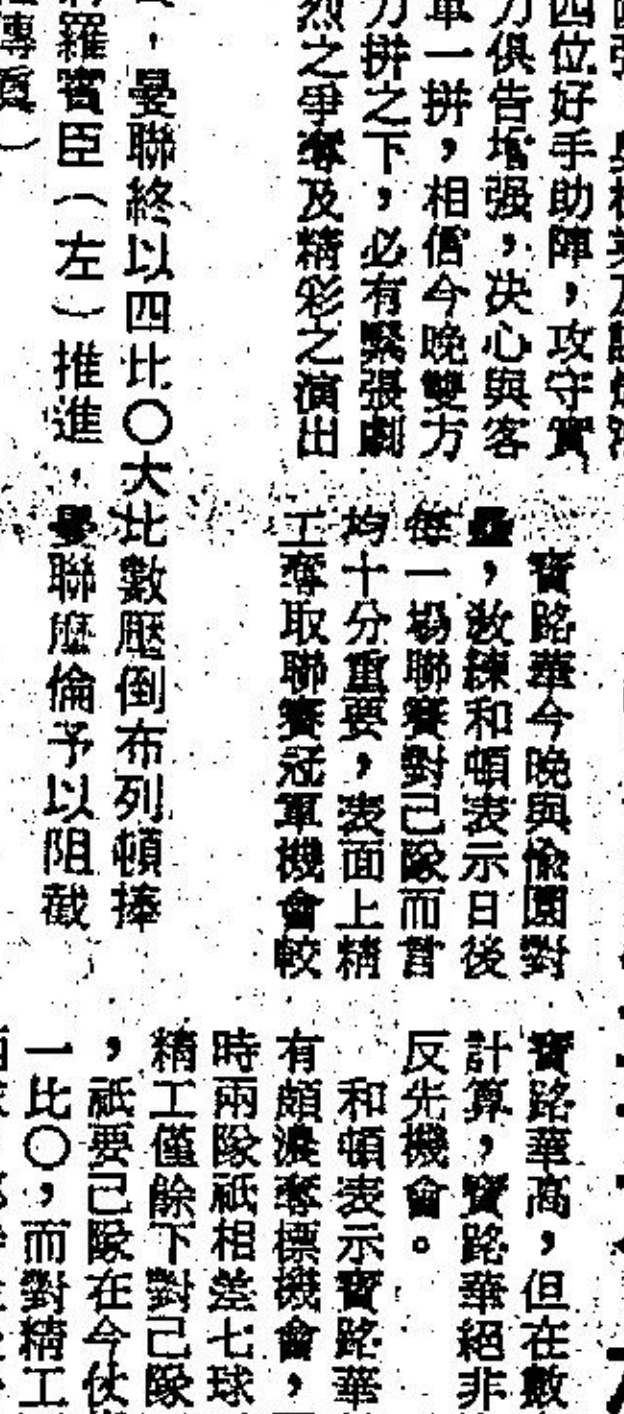 四位好手助陣，攻守實
力俱告增强，决心與客
軍一拼，相信今晚雙方
力拼之下，必有緊張劇
烈之爭奪及精彩之演出
寶路華今晚與愉園對
壘，敎練和頓表示日後
每一場聯賽對己隊而言
均十分重要，表面上精
工奪取聯賽冠軍機會較
寶路華高，但在數
計算，寶路華絕非
反先機會。
和頓表示寶路華
有頗濃奪標機會，
時兩隊祇相差七球
精工僅餘下對己隊
，祇要己隊在今伙
一比〇，而對精工
，曼聯終以四比〇大比數壓倒布列頓捧
羅賓臣（左）推進，曼聯庶倫予以阻截
傳眞）